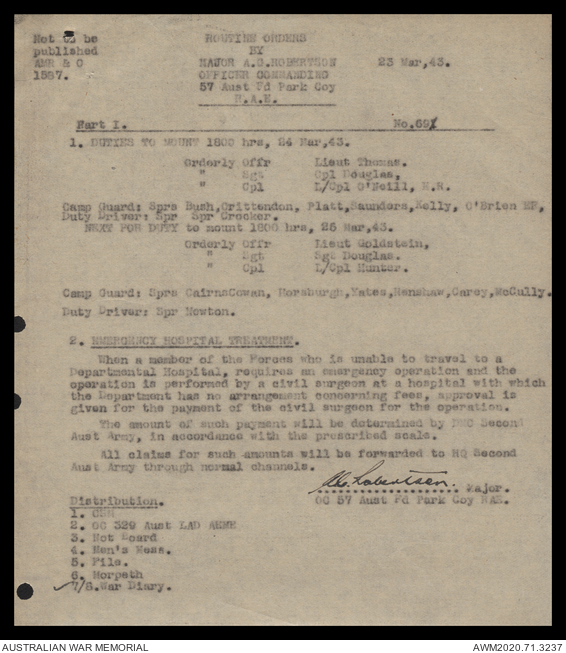 Not to be
published
AMR & O
1587.
ROUTINE ORDERS
BY
MAJOR A.C.ROBERTSON
OFFICER COMMANDING
57 Aust Fd Park Coy
R.A.E.
23 Mar,43.
Part I.
No.69
1. DUTIES TO MOUNT 1800 hrs, 24 Mar,43.
Orderly Offr Lieut Thomas.
" Sgt Cpl Douglas,
" Cpl L/Cpl O'Neill, M.R.
Camp Guard: Sprs Bush,Crittendon, Platt,Saunders,Kelly, O'Brien EF,
Duty Driver: Spr Spr Crocker.
NEXT FOR DUTY to mount 1800 hrs, 25 Mar,43.
Orderly Offr Lieut Goldstein,
" Sgt Sgt Douglas.
" Cpl L/Cpl Hunter.
Camp Guard: Sprs CairnsCowan, Horsburgh,Yates,Henshaw,Carey,McCully.
Duty Driver: Spr Newton.
2. EMERGENCY HOSPITAL TREATMENT.
When a member of the Forces who is unable to travel to a
Departmental Hospital, requires an emergency operation and the
operation is performed by a civil surgeon at a hospital with which
the Department has no arrangement concerning fees, approval is
given for the payment of the civil surgeon for the operation.
The amount of such payment will be determined by DMC Second
Aust Army, in accordance with the prescribed scale.
All claims for such amounts will be forwarded to HQ Second
Aust Army through normal channels.
AC Robertson. Major.
OC 57 Aust Fd Park Coy RAE.
Distribution.
1. CRE
2. OC 329 Aust LAD AEME
3. Not Board
4. Men's Mess.
5. File.
6. Morpeth
7/8.War Diary.
AUSTRALIAN WAR MEMORIAL
AWM2020.71.3237